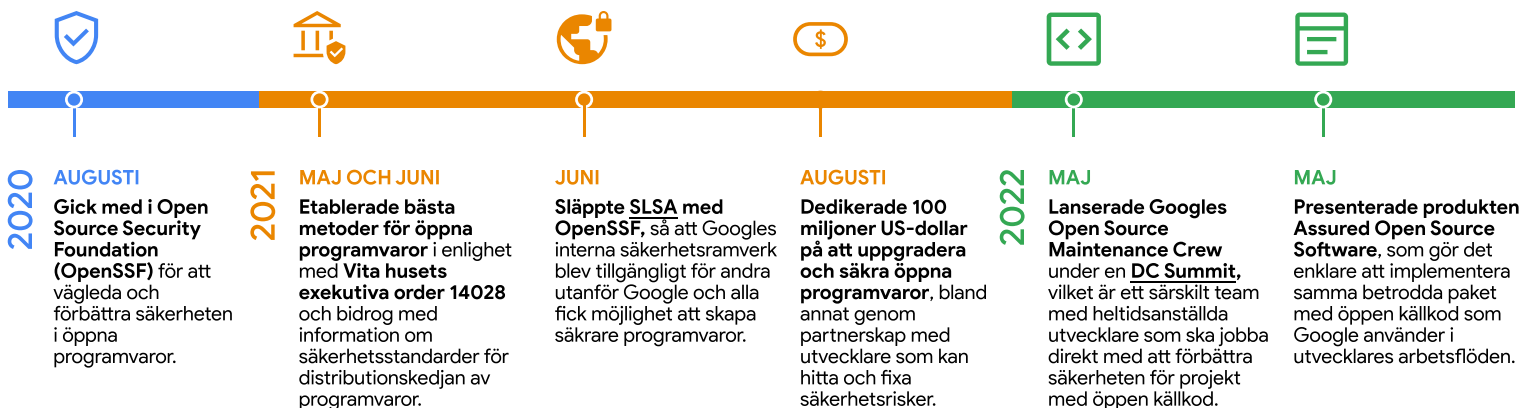 2020
AUGUSTI
Gick med i Open
Source Security
Foundation
(OpenSSF) för att
vägleda och
förbättra säkerheten
i öppna
programvaror.
2021
MAJ OCH JUNI
Etablerade bästa
metoder för öppna
programvaror i enlighet
med Vita husets
exekutiva order 14028
och bidrog med
information om
säkerhetsstandarder för
distributionskedjan av
programvaror.
JUNI
Släppte SLSA med
OpenSSF, så att Googles
interna säkerhetsramverk
blev tillgängligt för andra
utanför Google och alla
fick möjlighet att skapa
säkrare programvaror.
$
AUGUSTI
Dedikerade 100
miljoner US-dollar
på att uppgradera
och säkra öppna
programvaror, bland
annat genom
partnerskap med
utvecklare som kan
hitta och fixa
säkerhetsrisker.
2022
MAJ
Lanserade Googles
Open Source
Maintenance Crew
under en DC Summit,
vilket är ett särskilt team
med heltidsanställda
utvecklare som ska jobba
direkt med att förbättra
säkerheten för projekt
med öppen källkod.
MAJ
Presenterade produkten
Assured Open Source
Software, som gör det
enklare att implementera
samma betrodda paket
med öppen källkod som
Google använder i
utvecklares arbetsflöden.